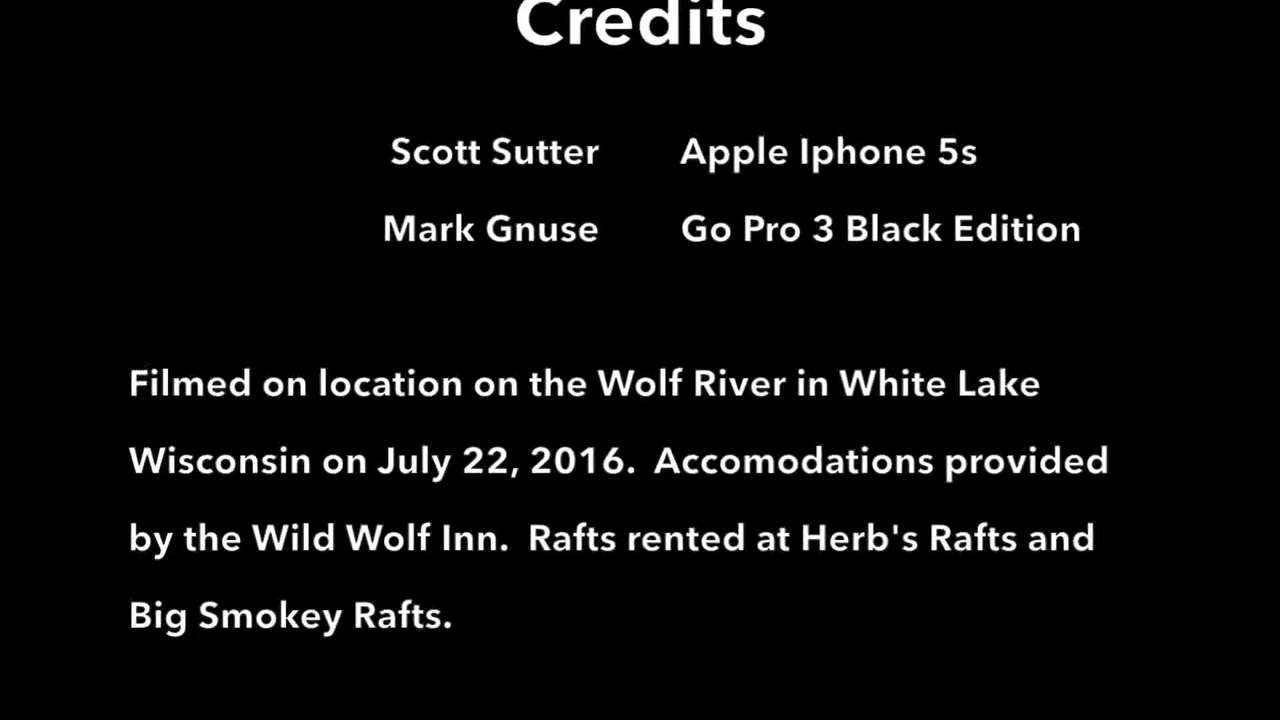 Credits
Scott Sutter Apple Iphone 5s
Mark Gnuse Go Pro 3 Black Edition
Filmed on location on the Wolf River in White Lake
Wisconsin on July 22, 2016.  Accomodations provided
by the Wild Wolf Inn.  Rafts rented at Herb's Rafts and
Big Smokey Rafts.